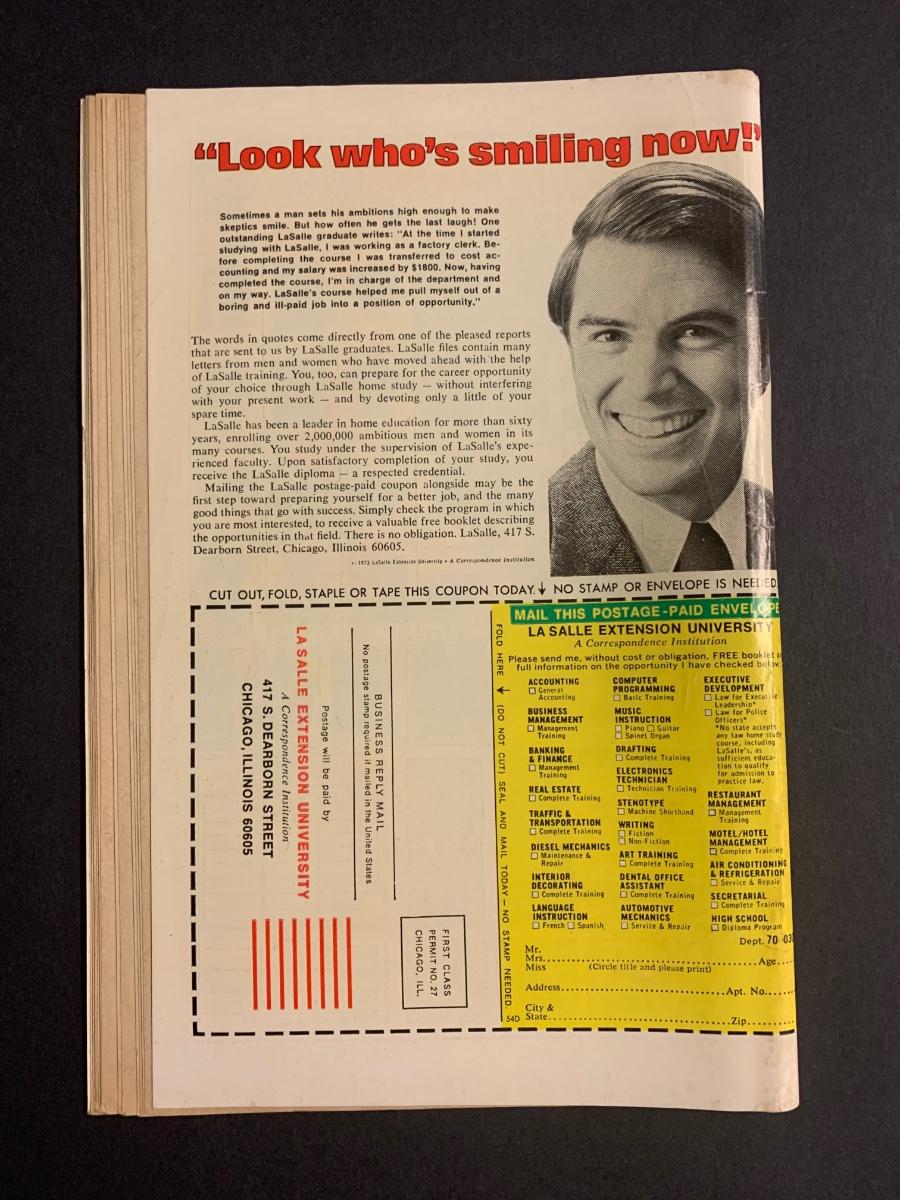 “Look who’s smiling now!”
Sometimes a man sets his ambitions high enough to make
skeptics smile. But how often he gets the last laugh! One
outstanding LaSalle graduate writes: "At the time I started
studying with LaSalle, I was working as a factory clerk. Be-
fore completing the course I was transferred to cost ac-
counting and my salary was increased by $1800. Now, having
completed the course, I'm in charge of the department and
on my way. LaSalle's course helped me pull myself out of a
boring and ill-paid job into a position of opportunity."
The words in quotes come directly from one of the pleased reports
that are sent to us by LaSalle graduates. LaSalle files contain many
letters from men and women who have moved ahead with the help
of LaSalle training. You, too, can prepare for the career opportunity
of your choice through LaSalle home study — without interfering
with your present work — and by devoting only a little of your
spare time.
LaSalle has been a leader in home education for more than sixty
years, enrolling over 2,000,000 ambitious men and women in its
many courses. You study under the supervision of LaSalle's expe-
rienced faculty. Upon satisfactory completion of your study, you
receive the LaSalle diploma — a respected credential.
Mailing the LaSalle postage-paid coupon alongside may be the
first step toward preparing yourself for a better job, and the many
good things that go with success. Simply check the program in which
you are most interested, to receive a valuable free booklet describing
the opportunities in that field. There is no obligation. LaSalle, 417 S.
Dearborn Street, Chicago, Illinois 60605.
© 1973 LaSalle Extension University • A Correspondence Institution
CUT OUT, FOLD, STAPLE OR TAPE THIS COUPON TODAY. ↓ NO STAMP OR ENVELOPE IS NEEDED
FIRST CLASS
PERMIT NO. 27
CHICAGO, ILL.
BUSINESS REPLY MAIL
No postage stamp required if mailed in the United States
Postage will be paid by
LA SALLE EXTENSION UNIVERSITY
A Correspondence Institution
417 S. DEARBORN STREET
CHICAGO, ILLINOIS 60605
FOLD HERE ↓ (DO NOT CUT) SEAL AND MAIL TODAY — NO STAMP NEEDED.
MAIL THIS POSTAGE-PAID ENVELOPE
LA SALLE EXTENSION UNIVERSITY
A Correspondence Institution
Please send me, without cost or obligation, FREE booklet
full information on the opportunity I have checked below:
ACCOUNTING
☐ General
Accounting
BUSINESS
MANAGEMENT
☐ Management
Training
BANKING
& FINANCE
☐ Management
Training
REAL ESTATE
☐ Complete Training
TRAFFIC &
TRANSPORTATION
☐ Complete Training
DIESEL MECHANICS
☐ Maintenance &
Repair
INTERIOR
DECORATING
☐ Complete Training
LANGUAGE
INSTRUCTION
☐ French ☐ Spanish
COMPUTER
PROGRAMMING
☐ Basic Training
MUSIC
INSTRUCTION
☐ Piano ☐ Guitar
☐ Spinet Organ
DRAFTING
☐ Complete Training
ELECTRONICS
TECHNICIAN
☐ Technician Training
STENOTYPE
☐ Machine Shorthand
WRITING
☐ Fiction
☐ Non-Fiction
ART TRAINING
☐ Complete Training
DENTAL OFFICE
ASSISTANT
☐ Complete Training
AUTOMOTIVE
MECHANICS
☐ Service & Repair
EXECUTIVE
DEVELOPMENT
☐ Law for Executive
Leadership*
☐ Law for Police
Officers*
*No state accepts
any law home study
course, including
LaSalle's, as
sufficient educa-
tion to qualify
for admission to
practice law.
RESTAURANT
MANAGEMENT
☐ Management
Training
MOTEL/HOTEL
MANAGEMENT
☐ Complete Training
AIR CONDITIONING
& REFRIGERATION
☐ Service & Repair
SECRETARIAL
☐ Complete Training
HIGH SCHOOL
☐ Diploma Program
Dept. 70
Mr.
Mrs.
Miss (Circle title and please print) Age
Address Apt. No.
City &
State Zip
54D